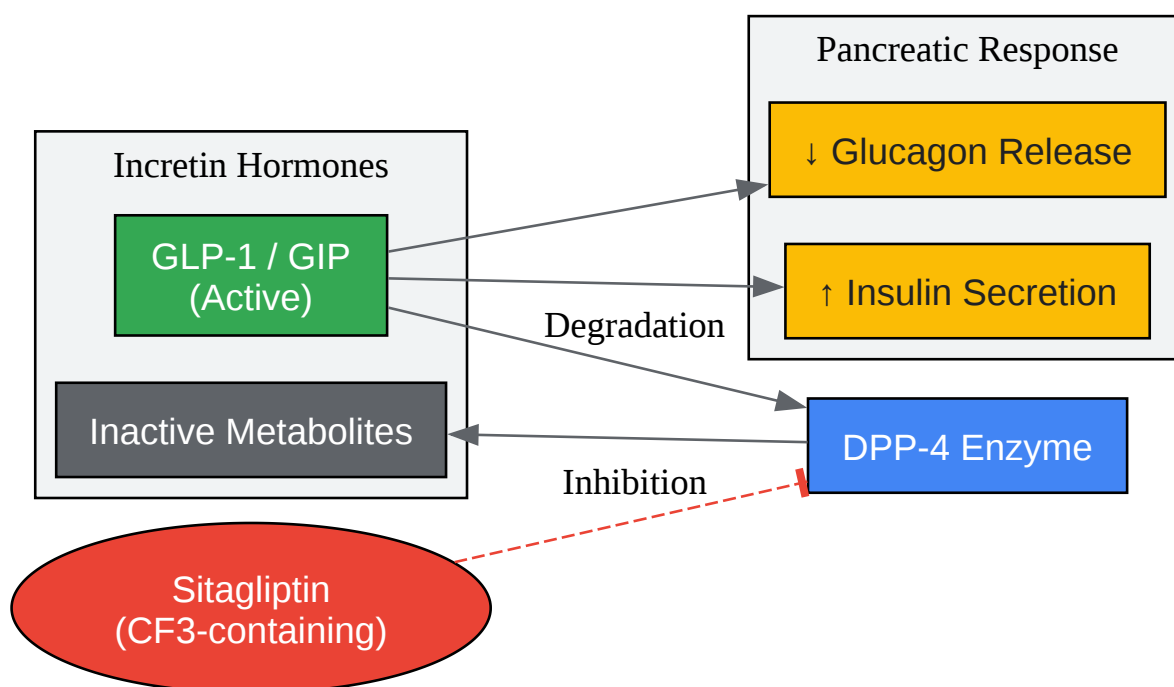 Pancreatic Response
↓ Glucagon Release
↑ Insulin Secretion
Incretin Hormones
GLP-1 / GIP
(Active)
Inactive Metabolites
Degradation
DPP-4 Enzyme
Inhibition
Sitagliptin
(CF3-containing)